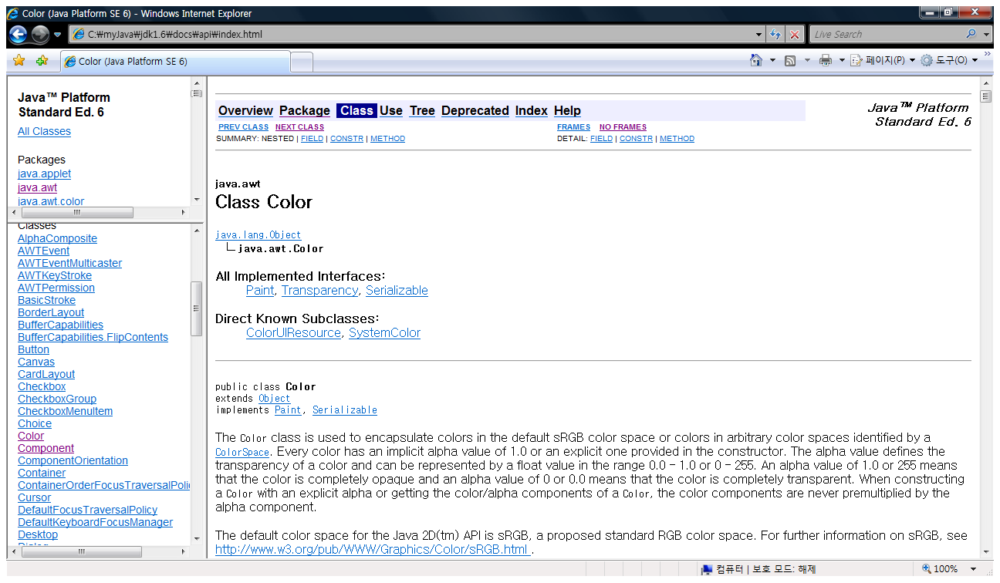 Color (Java Platform SE 6) - Windows Internet Explorer
C:₩myJava₩jdk1.6₩docs₩api₩index.html
Live Search
Color (Java Platform SE 6)
페이지(P)
도구(O)
Java™ Platform
Standard Ed. 6
All Classes
Packages
java.applet
java.awt
java.awt.color
Classes
AlphaComposite
AWTEvent
AWTEventMulticaster
AWTKeyStroke
AWTPermission
BasicStroke
BorderLayout
BufferCapabilities
BufferCapabilities.FlipContents
Button
Canvas
CardLayout
Checkbox
CheckboxGroup
CheckboxMenuItem
Choice
Color
Component
ComponentOrientation
Container
ContainerOrderFocusTraversalPoli
Cursor
DefaultFocusTraversalPolicy
DefaultKeyboardFocusManager
Desktop
Overview Package Class Use Tree Deprecated Index Help
Java™ Platform
Standard Ed. 6
PREV CLASS NEXT CLASS FRAMES NO FRAMES
SUMMARY: NESTED | FIELD | CONSTR | METHOD DETAIL: FIELD | CONSTR | METHOD
java.awt
Class Color
java.lang.Object
java.awt.Color
All Implemented Interfaces:
Paint, Transparency, Serializable
Direct Known Subclasses:
ColorUIResource, SystemColor
public class Color
extends Object
implements Paint, Serializable
The Color class is used to encapsulate colors in the default sRGB color space or colors in arbitrary color spaces identified by a
ColorSpace. Every color has an implicit alpha value of 1.0 or an explicit one provided in the constructor. The alpha value defines the
transparency of a color and can be represented by a float value in the range 0.0 - 1.0 or 0 - 255. An alpha value of 1.0 or 255 means
that the color is completely opaque and an alpha value of 0 or 0.0 means that the color is completely transparent. When constructing
a Color with an explicit alpha or getting the color/alpha components of a Color, the color components are never premultiplied by the
alpha component.
The default color space for the Java 2D(tm) API is sRGB, a proposed standard RGB color space. For further information on sRGB, see
http://www.w3.org/pub/WWW/Graphics/Color/sRGB.html .
컴퓨터 | 보호 모드: 해제
100%